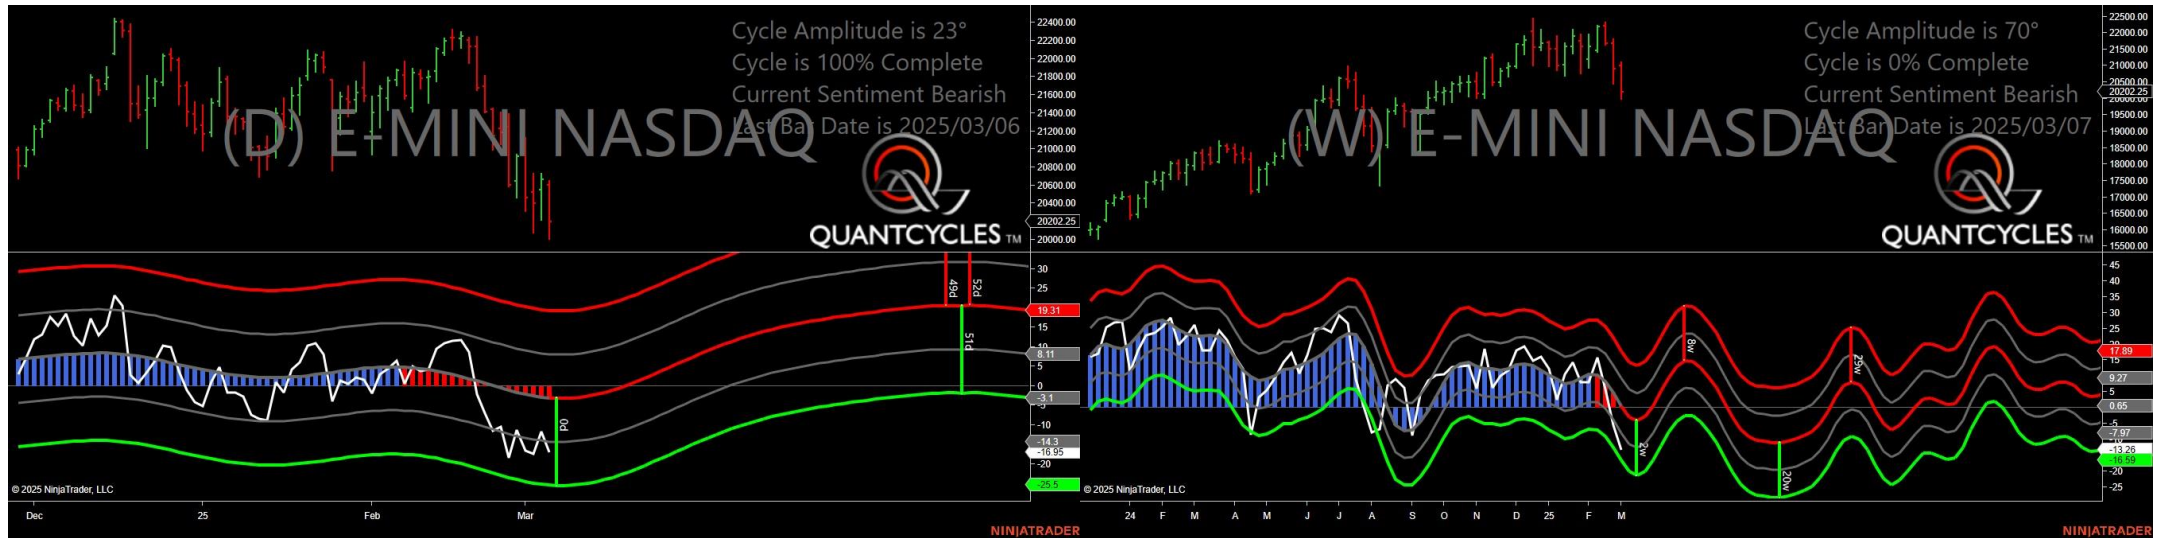 Cycle Amplitude is 23°
Cycle is 100% Complete
Current Sentiment Bearish
Last Bar Date is 2025/03/06
(D) E-MINI NASDAQ
QUANTCYCLES TM
22400.00
22200.00
22000.00
21800.00
21600.00
21400.00
21200.00
21000.00
20800.00
20600.00
20400.00
20202.25
20000.00
49d
52d
51d
0d
30
25
19.31
15
10
8.11
5
0
-3.1
-5
-10
-14.3
-16.95
-20
-25.5
© 2025 NinjaTrader, LLC
Dec 25 Feb Mar
NINJATRADER
Cycle Amplitude is 70°
Cycle is 0% Complete
Current Sentiment Bearish
Last Bar Date is 2025/03/07
(W) E-MINI NASDAQ
QUANTCYCLES TM
22500.00
22000.00
21500.00
21000.00
20500.00
20202.25
20000.00
19500.00
19000.00
18500.00
18000.00
17500.00
17000.00
16500.00
16000.00
15500.00
8w
29w
2w
20w
45
40
35
30
25
20
17.89
15
9.27
5
0.65
-7.97
-13.26
-16.59
-20
-25
© 2025 NinjaTrader, LLC
24 F M A M J J A S O N D 25 F M
NINJATRADER